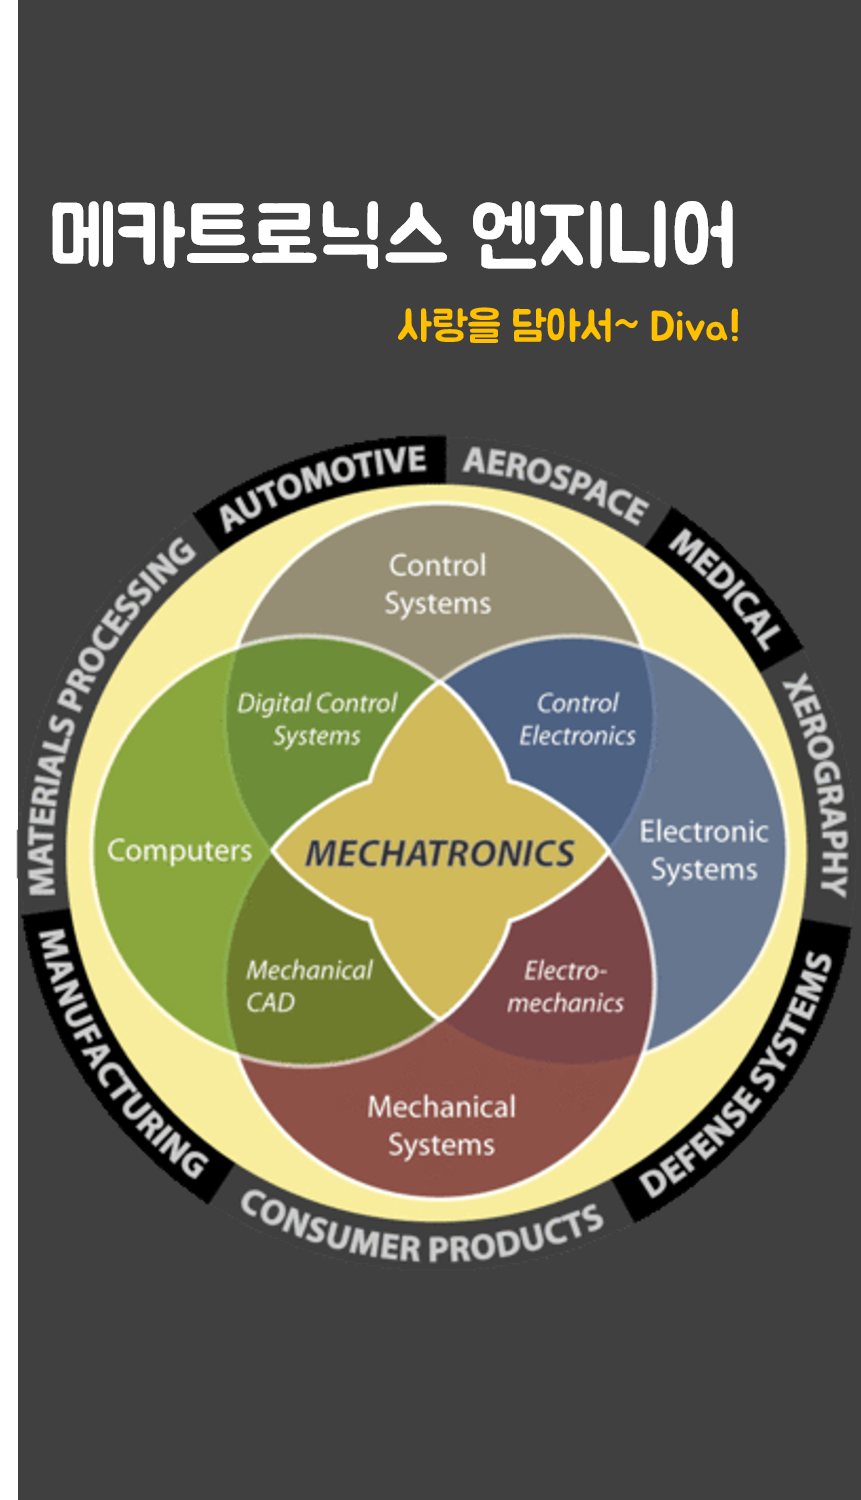 메카트로닉스 엔지니어
사랑을 담아서~ Diva!
AUTOMOTIVE
AEROSPACE
MEDICAL
XEROGRAPHY
DEFENSE SYSTEMS
CONSUMER PRODUCTS
MANUFACTURING
MATERIALS PROCESSING
Control
Systems
Digital Control
Systems
Control
Electronics
Computers
MECHATRONICS
Electronic
Systems
Mechanical
CAD
Electro-
mechanics
Mechanical
Systems